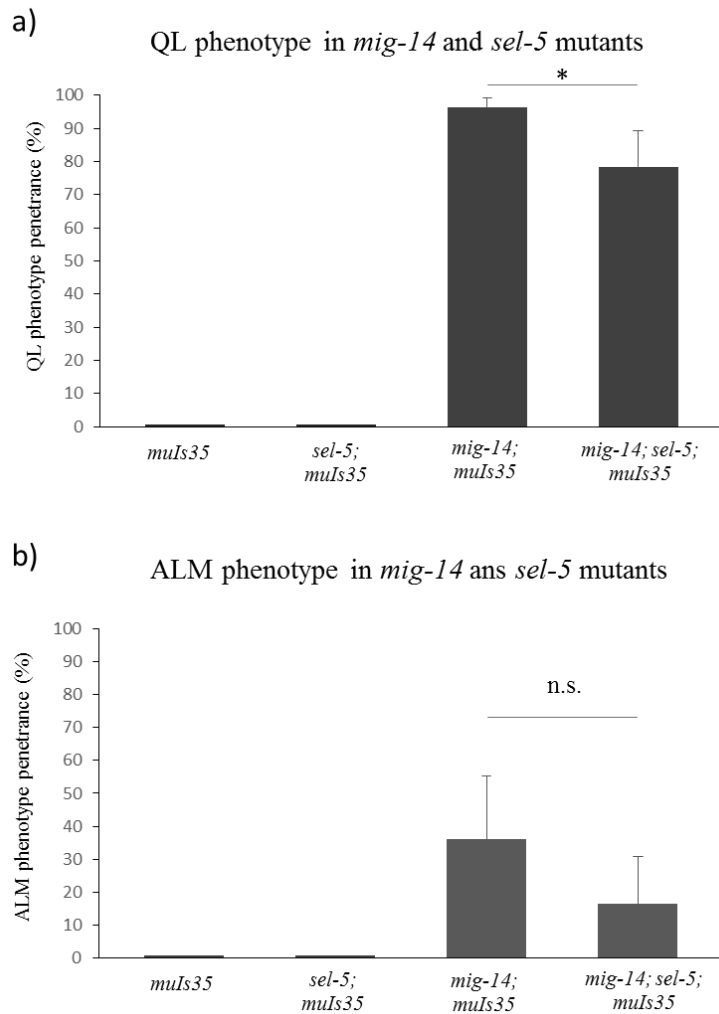 a)
QL phenotype in mig-14 and sel-5 mutants
*
100
90
80
70
60
50
40
30
20
10
0
QL phenotype penetrance (%)
muIs35
sel-5;
muIs35
mig-14;
muIs35
mig-14; sel-5;
muIs35
b)
ALM phenotype in mig-14 ans sel-5 mutants
n.s.
100
90
80
70
60
50
40
30
20
10
0
ALM phenotype penetrance (%)
muIs35
sel-5;
muIs35
mig-14;
muIs35
mig-14; sel-5;
muIs35